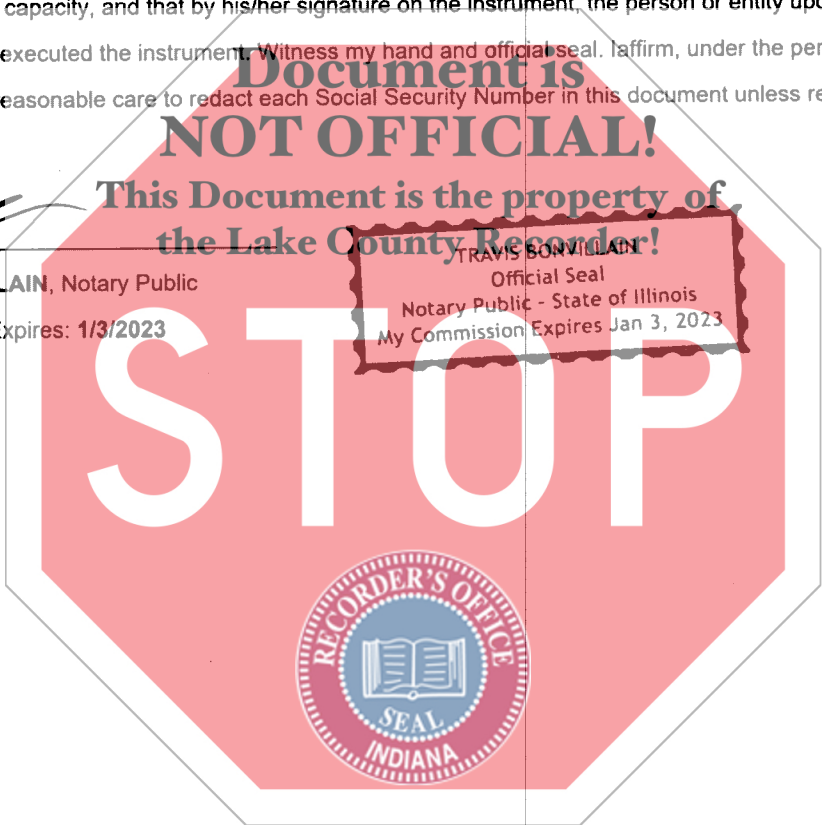 capacity, and that by his/her signature on the instrument, the person or entity upo
executed the instrument. Witness my hand and official seal. Iaffirm, under the per
easonable care to redact each Social Security Number in this document unless re
Document is
NOT OFFICIAL!
This Document is the property of
the Lake County Recorder!
LAIN, Notary Public
xpires: 1/3/2023
TRAVIS BONVILLAIN
Official Seal
Notary Public - State of Illinois
My Commission Expires Jan 3, 2023
STOP
RECORDER'S OFFICE
SEAL
INDIANA